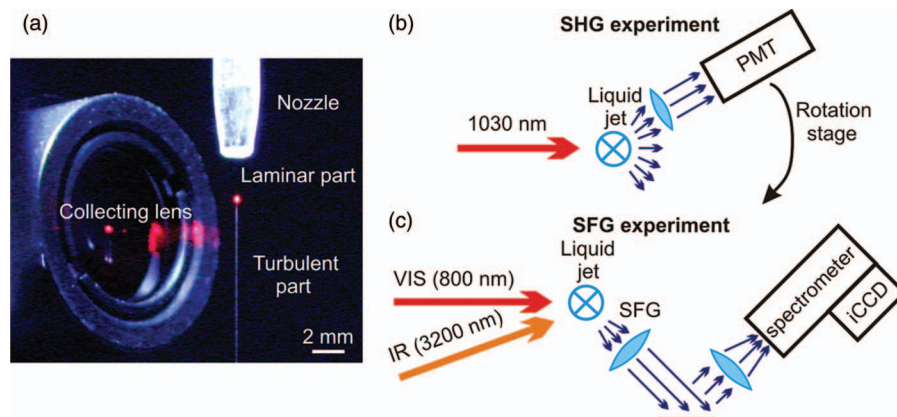 (a)
Nozzle
Laminar part
Collecting lens
Turbulent part
2 mm
(b)
SHG experiment
PMT
Liquid
jet
1030 nm
Rotation
stage
(c)
SFG experiment
Liquid
jet
VIS (800 nm)
SFG
IR (3200 nm)
spectrometer
iCCD